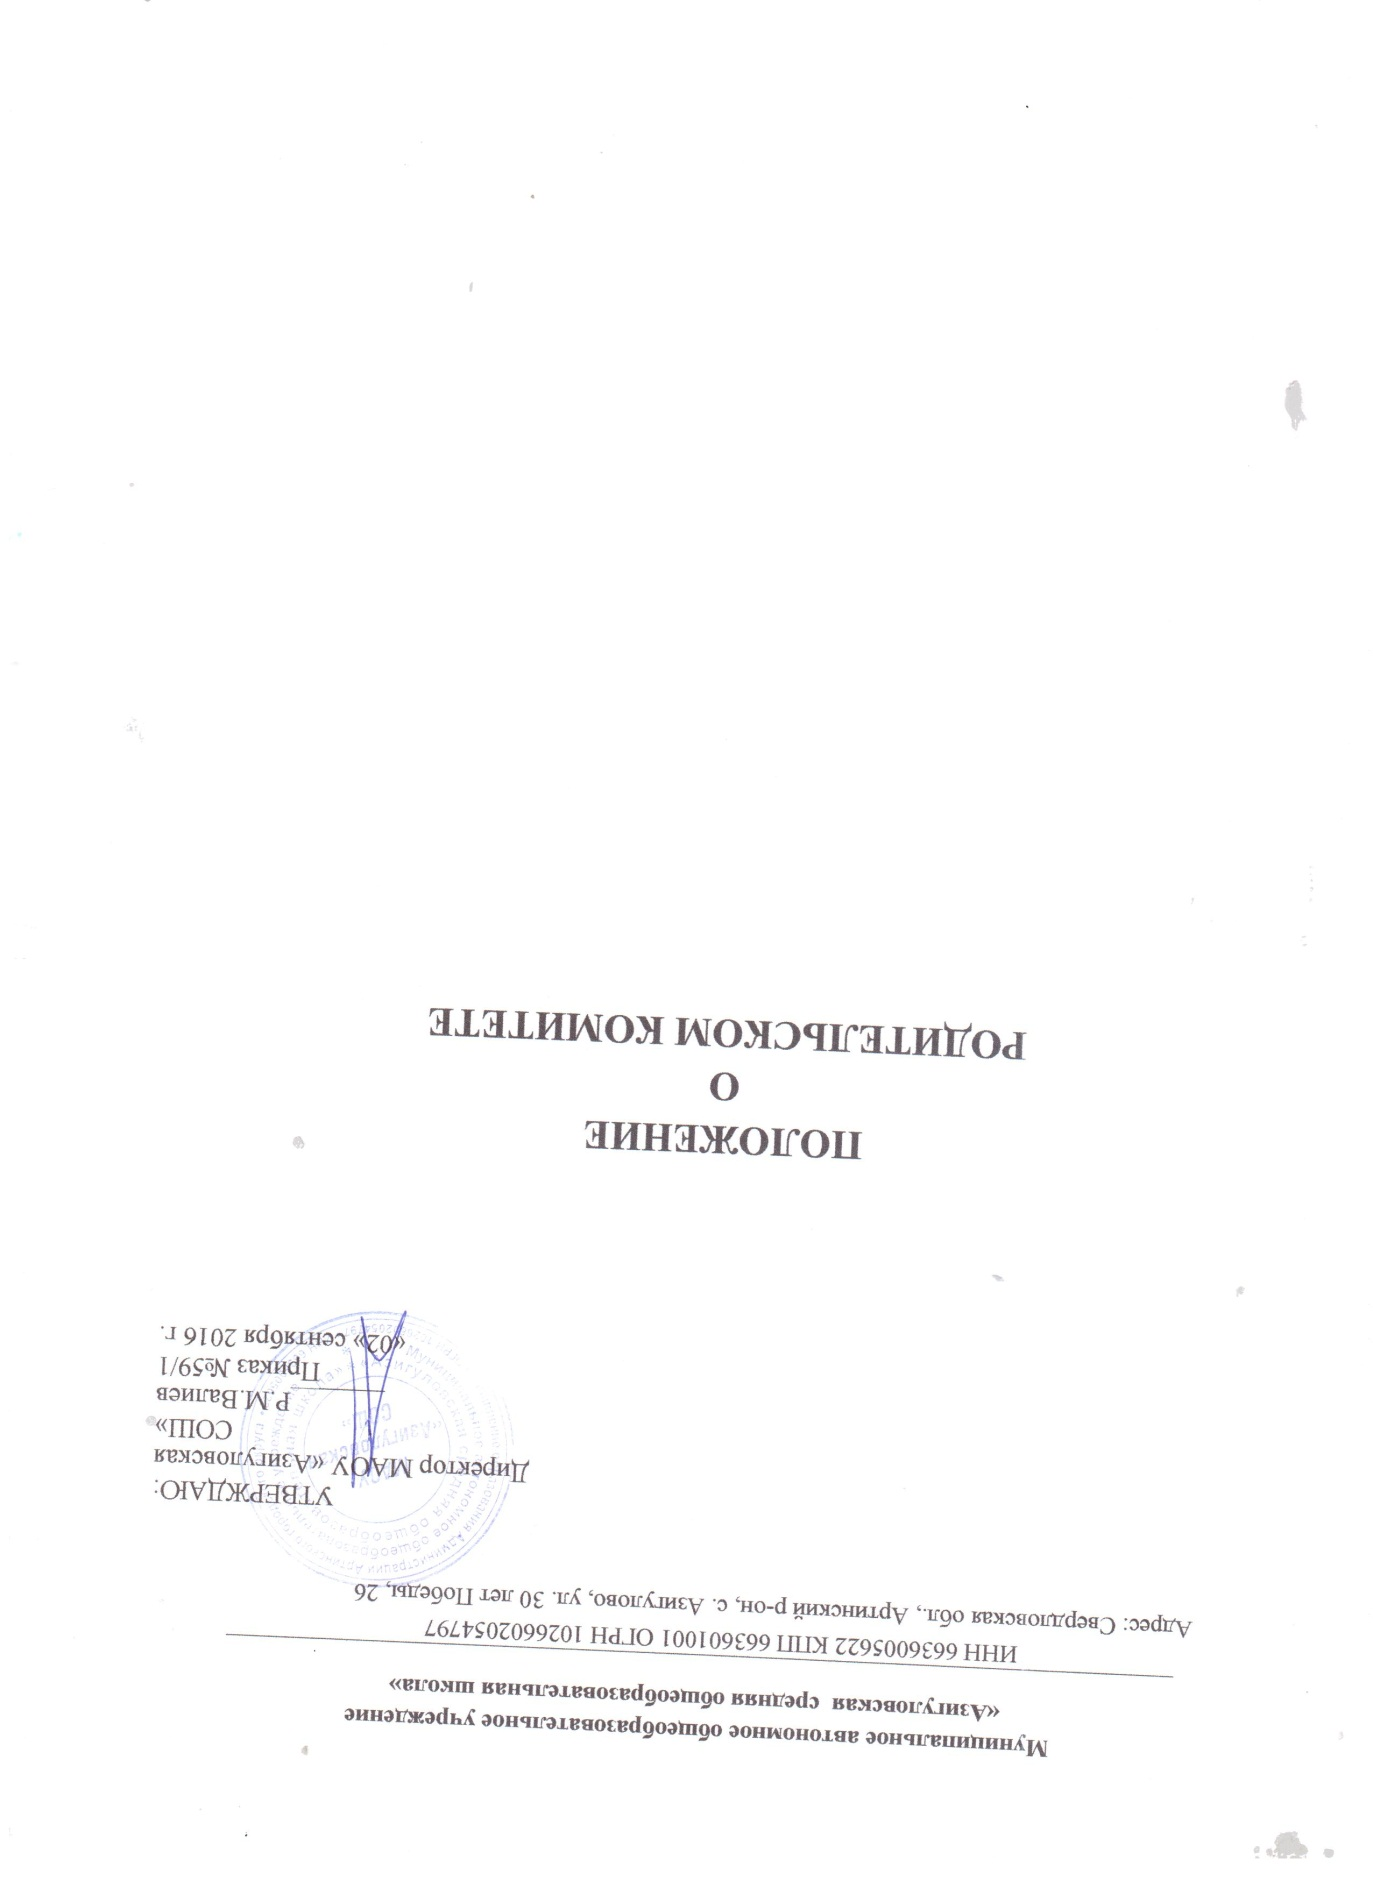 Муниципальное автономное общеобразовательное учреждение
«Азигуловская средняя общеобразовательная школа»
ИНН 6636005622 КПП 663601001 ОГРН 1026602054797
Адрес: Свердловская обл., Артинский р-он, с. Азигулово, ул. 30 лет Победы, 26
УТВЕРЖДАЮ:
Директор МАОУ «Азигуловская
СОШ»
Р.М.Валиев
Приказ №59/1
«02» сентября 2016 г.
ПОЛОЖЕНИЕ
О
РОДИТЕЛЬСКОМ КОМИТЕТЕ